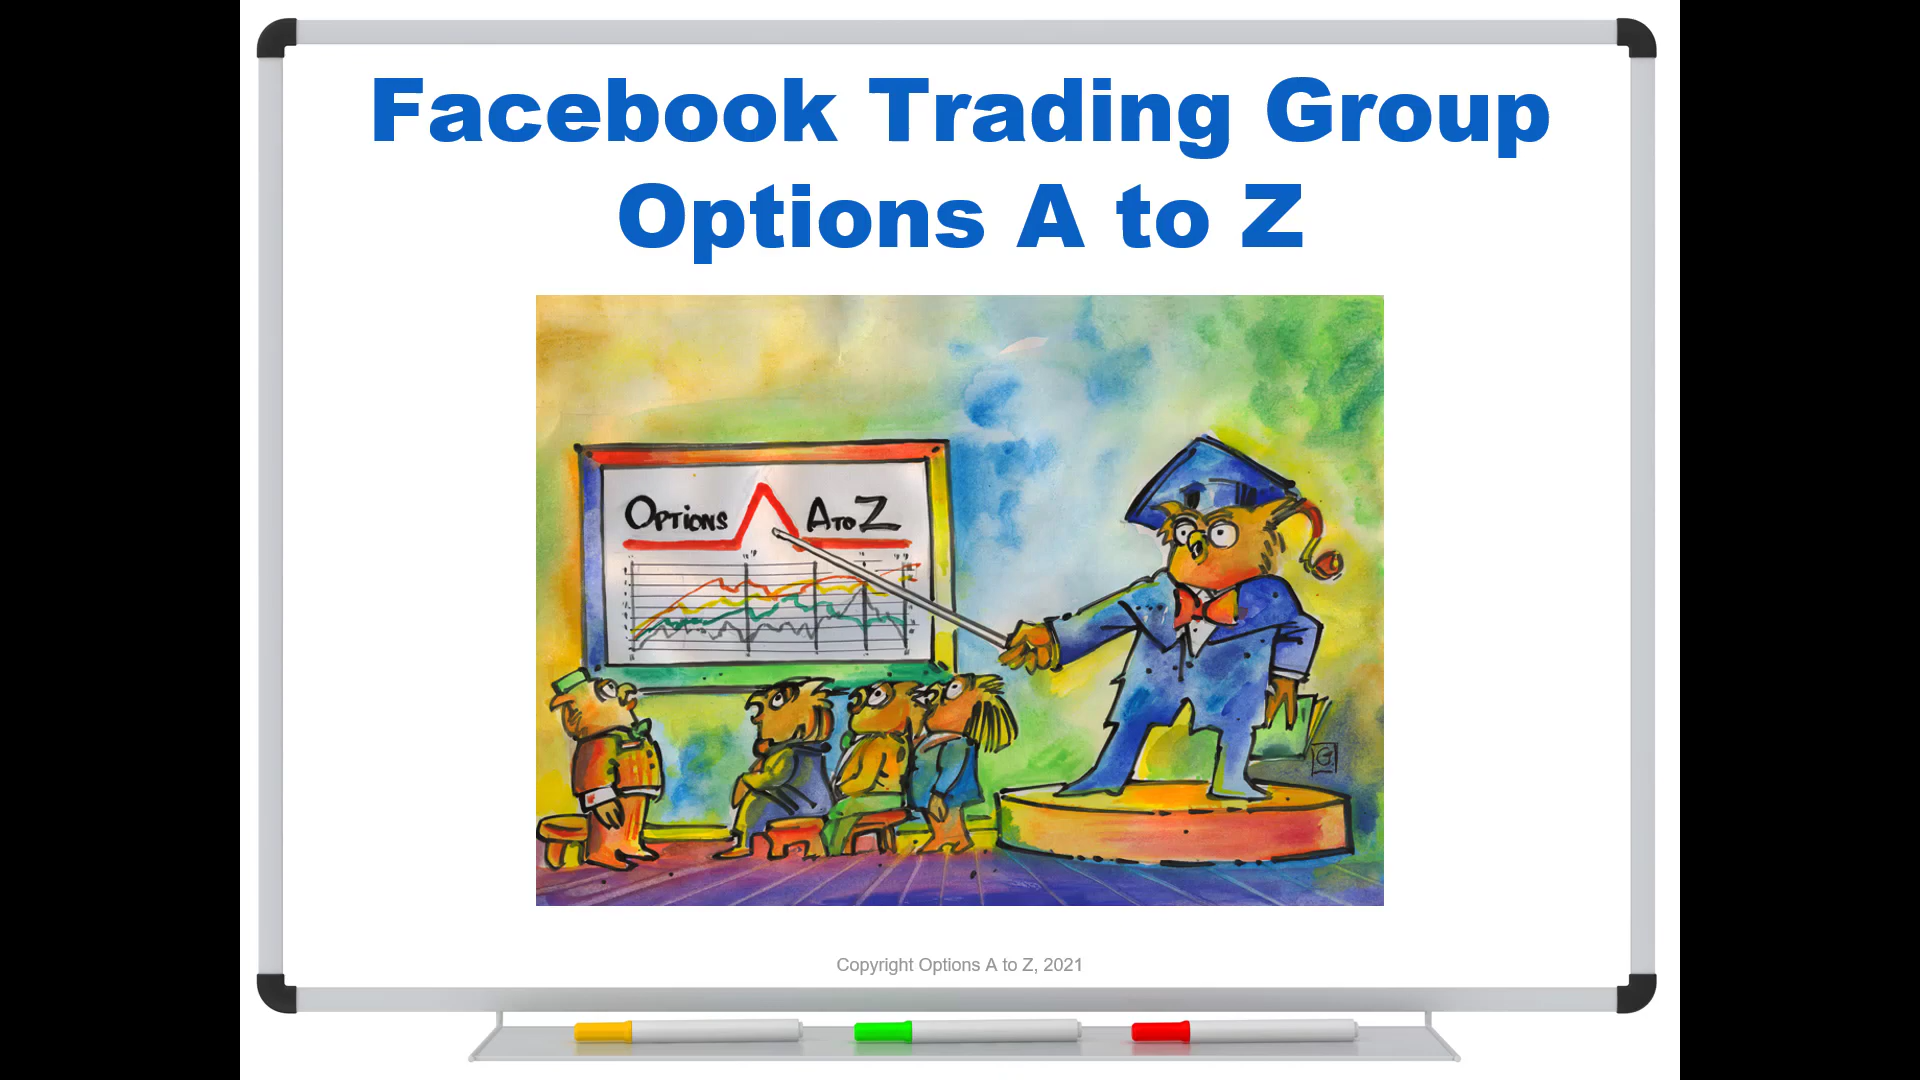 Facebook Trading Group
Options A to Z
OPTIONS A TO Z
G
Copyright Options A to Z, 2021